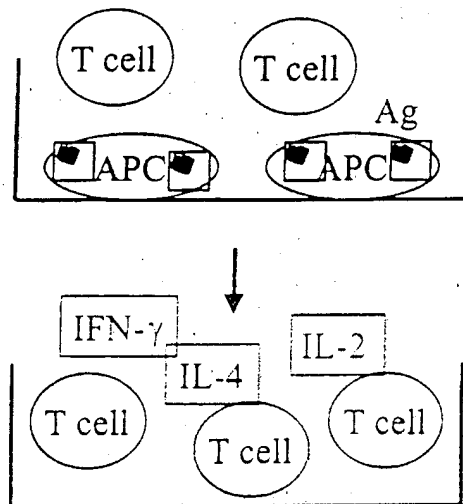 T cell
T cell
Ag
APC
APC
IFN-γ
IL-4
IL-2
T cell
T cell
T cell